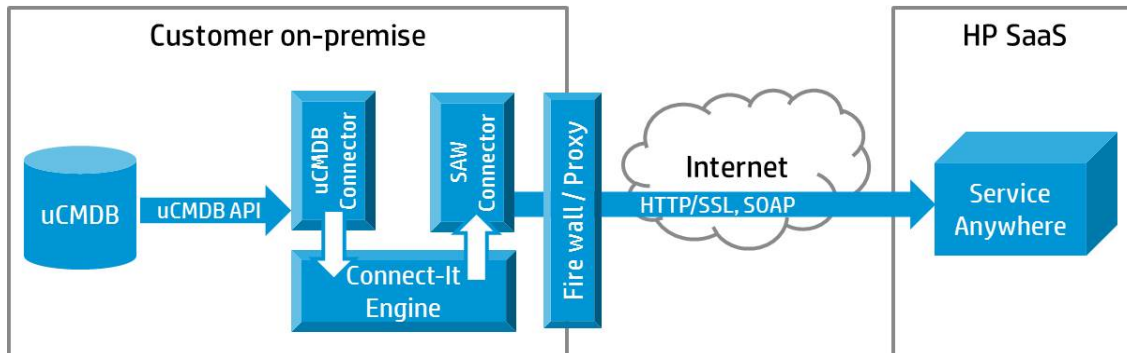 Customer on-premise
HP SaaS
uCMDB
uCMDB API
uCMDB
Connector
SAW
Connector
Connect-It
Engine
Fire wall / Proxy
Internet
HTTP/SSL, SOAP
Service
Anywhere